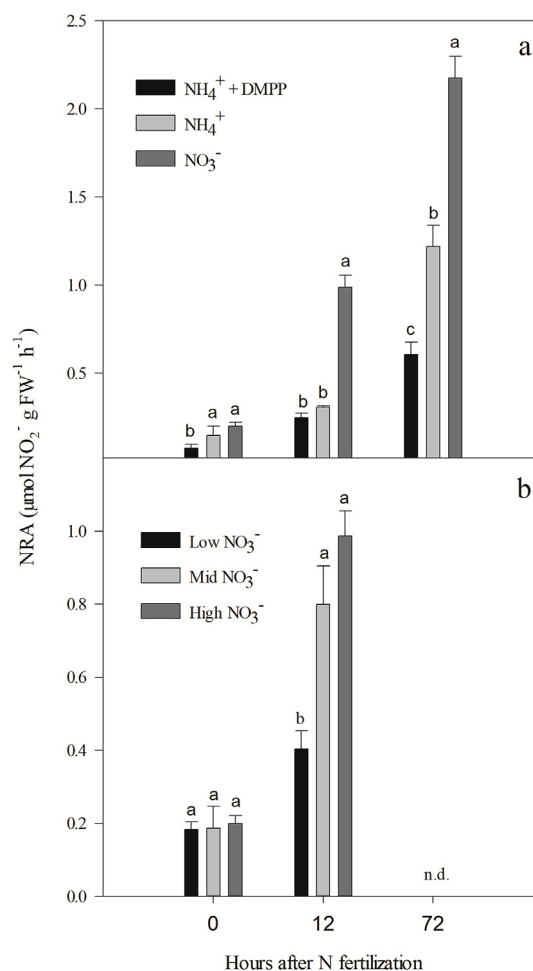 2.5
a
a
NH4+ + DMPP
NH4+
NO3-
2.0
1.5
b
a
1.0
c
0.5
b b
b a a
NRA (µmol NO2- g FW-1 h-1)
b
a
1.0
Low NO3-
Mid NO3-
High NO3-
a
0.8
0.6
b
0.4
a a a
0.2
n.d.
0.0
0 12 72
Hours after N fertilization